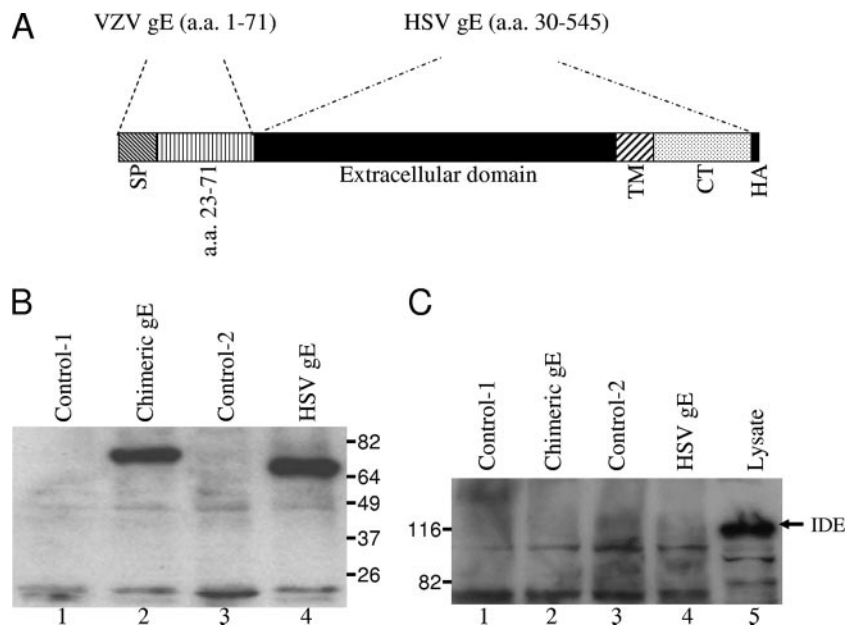 A
VZV gE (a.a. 1-71)
HSV gE (a.a. 30-545)
SP
a.a. 23-71
Extracellular domain
TM
CT
HA
B
Control-1
Chimeric gE
Control-2
HSV gE
82
64
49
37
26
1 2 3 4
C
Control-1
Chimeric gE
Control-2
HSV gE
Lysate
116
IDE
82
1 2 3 4 5